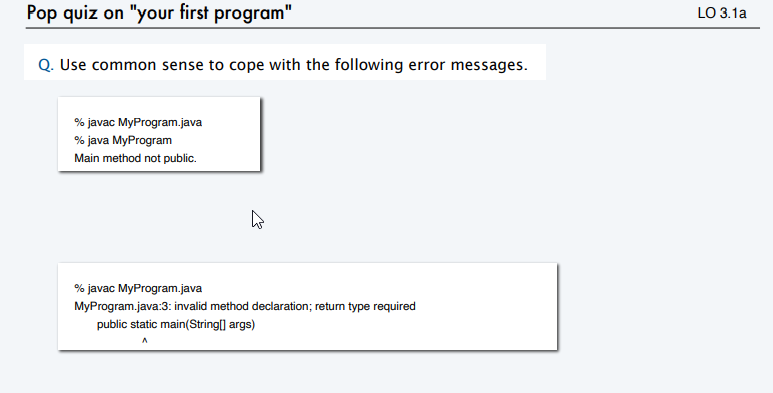 Pop quiz on "your first program"
LO 3.1a
Q. Use common sense to cope with the following error messages.
% javac MyProgram.java
% java MyProgram
Main method not public.
% javac MyProgram.java
MyProgram.java:3: invalid method declaration; return type required
public static main(String[] args)
^